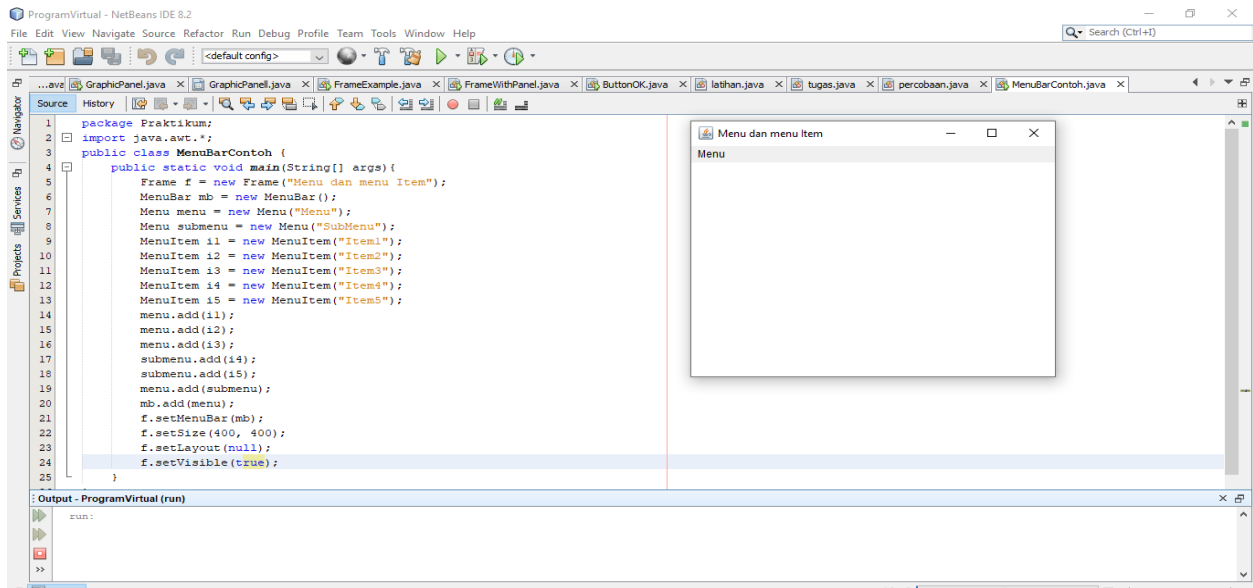 ProgramVirtual - NetBeans IDE 8.2
File Edit View Navigate Source Refactor Run Debug Profile Team Tools Window Help
Search (Ctrl+I)
<default config>
...ava GraphicPanel.java GraphicPanell.java FrameExample.java FrameWithPanel.java ButtonOK.java latihan.java tugas.java percobaan.java MenuBarContoh.java
Source History
Navigator
Services
Projects
1 package Praktikum;
2 import java.awt.*;
3 public class MenuBarContoh {
4 public static void main(String[] args){
5 Frame f = new Frame("Menu dan menu Item");
6 MenuBar mb = new MenuBar();
7 Menu menu = new Menu("Menu");
8 Menu submenu = new Menu("SubMenu");
9 MenuItem i1 = new MenuItem("Item1");
10 MenuItem i2 = new MenuItem("Item2");
11 MenuItem i3 = new MenuItem("Item3");
12 MenuItem i4 = new MenuItem("Item4");
13 MenuItem i5 = new MenuItem("Item5");
14 menu.add(i1);
15 menu.add(i2);
16 menu.add(i3);
17 submenu.add(i4);
18 submenu.add(i5);
19 menu.add(submenu);
20 mb.add(menu);
21 f.setMenuBar(mb);
22 f.setSize(400, 400);
23 f.setLayout(null);
24 f.setVisible(true);
25 }
Menu dan menu Item
Menu
Output - ProgramVirtual (run)
run: